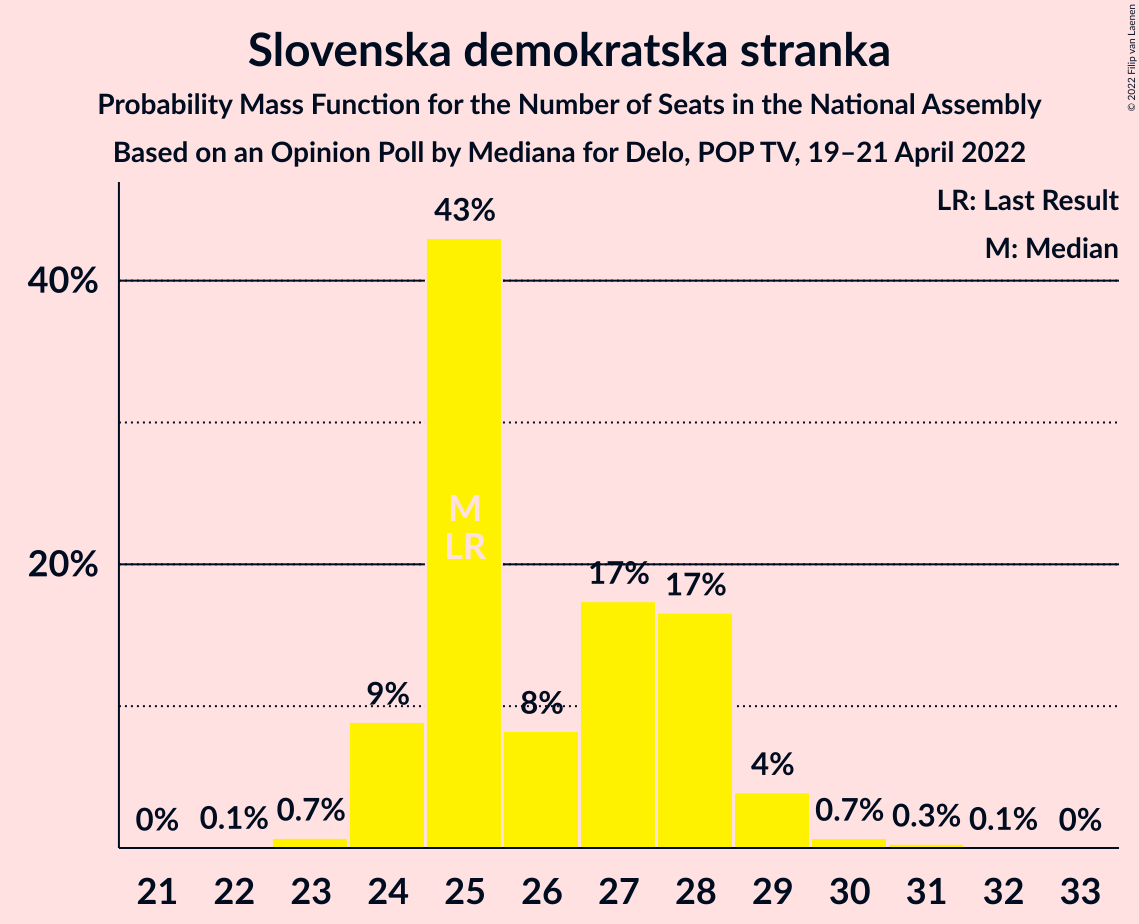 Slovenska demokratska stranka
Probability Mass Function for the Number of Seats in the National Assembly
Based on an Opinion Poll by Mediana for Delo, POP TV, 19–21 April 2022
© 2022 Filip van Laenen
LR: Last Result
M: Median
40%
20%
0%
0.1%
0.7%
9%
43%
M
LR
8%
17%
17%
4%
0.7%
0.3%
0.1%
0%
21 22 23 24 25 26 27 28 29 30 31 32 33